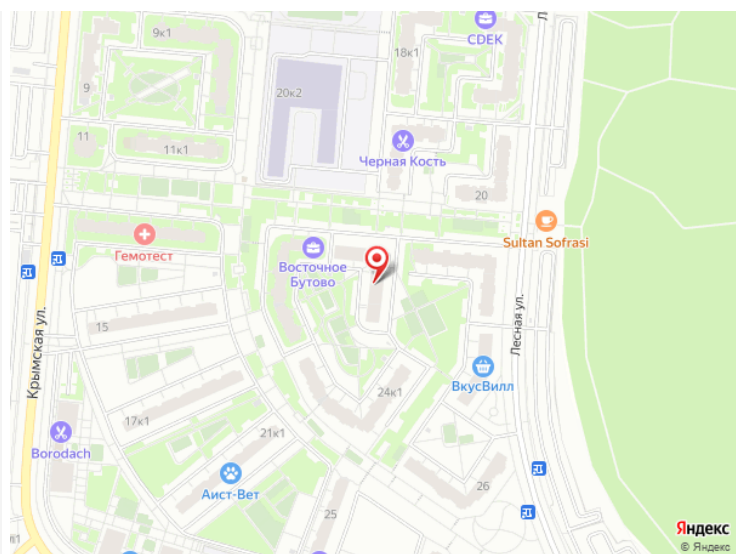 9к1
CDEK
Ле
18к1
9
20к2
11
11к1
Черная Кость
20
Sultan Sofrasi
Гемотест
Восточное
Бутово
15
Крымская ул.
Лесная ул.
ВкусВилл
24к1
17к1
21к1
Borodach
Аист-Вет
26
25
Яндекс
© Яндекс